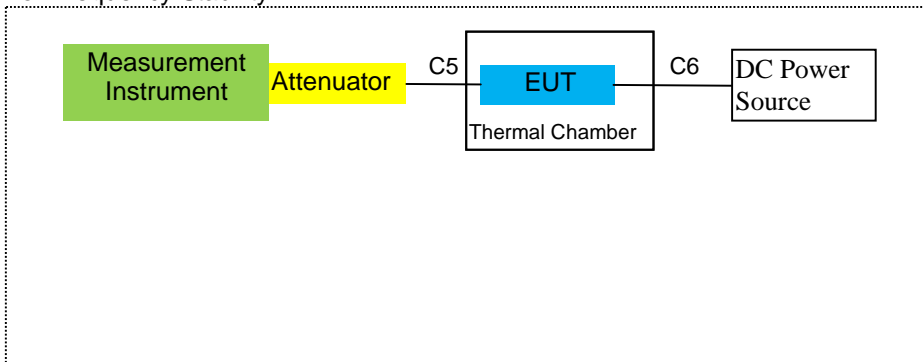 Measurement
Instrument
Attenuator
C5
EUT
Thermal Chamber
C6
DC Power
Source